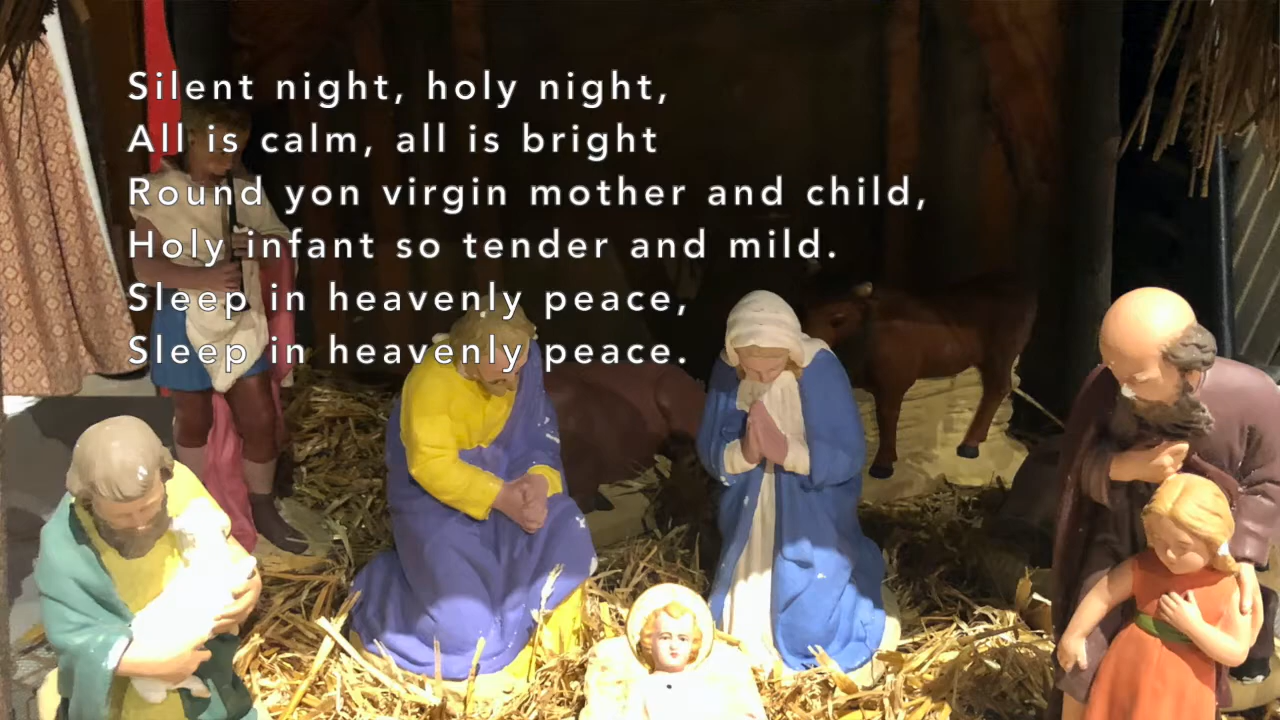 Silent night, holy night,
All is calm, all is bright
Round yon virgin mother and child,
Holy infant so tender and mild.
Sleep in heavenly peace,
Sleep in heavenly peace.